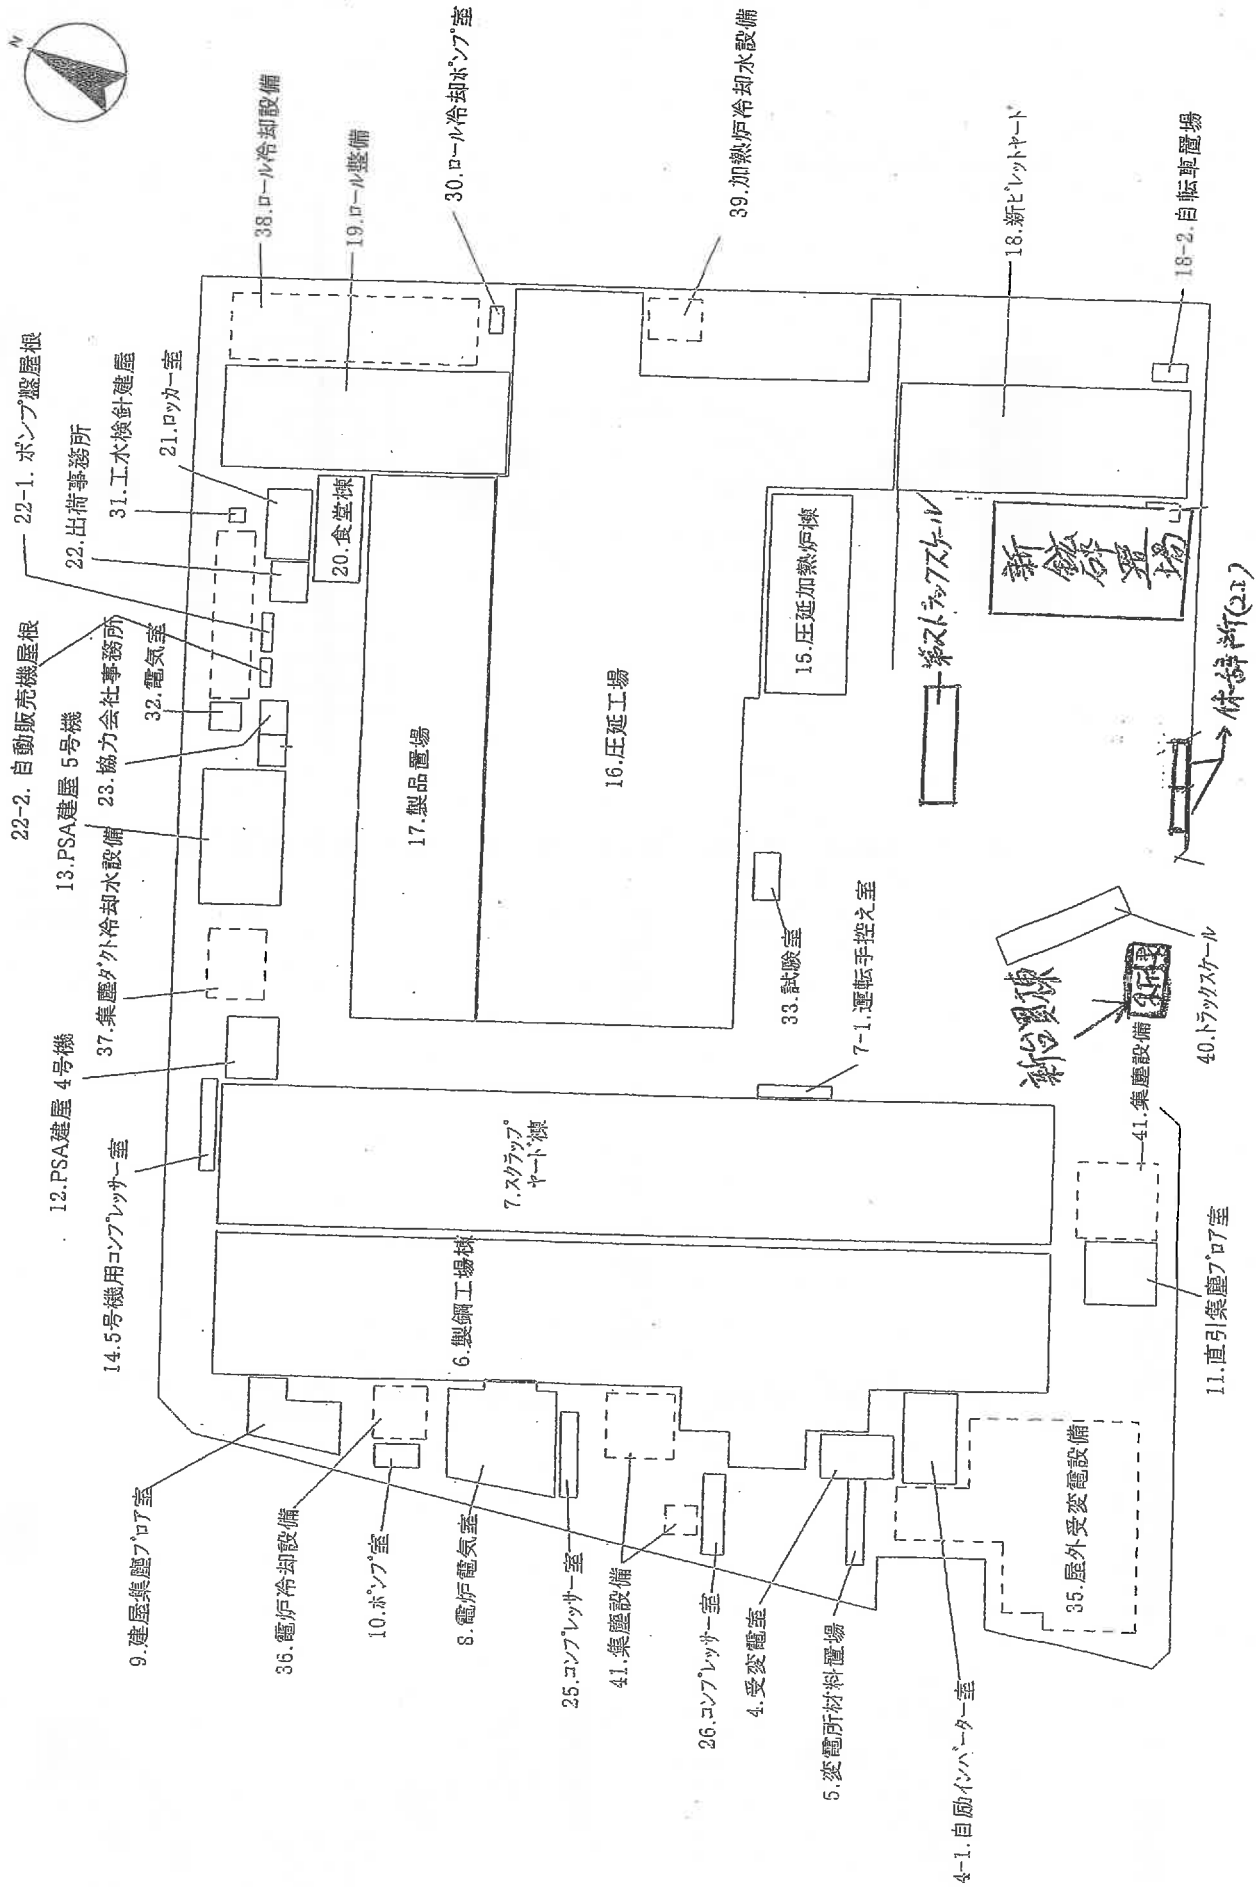 N
38.ロール冷却設備
19.ロール整備
30.ロール冷却ポンプ室
39.加熱炉冷却水設備
18.新ビレットヤード
18-2.自転車置場
22-1. ポンプ盤屋根
22.出荷事務所
31.工水検針建屋
21.ロッカー室
20.食堂棟
22-2. 自動販売機屋根
32.電気室
23.協力会社事務所
13.PSA建屋 5号機
37.集塵ダクト冷却水設備
12.PSA建屋 4号機
14.5号機用コンプレッサー室
17.製品置場
16.圧延工場
15.圧延加熱炉棟
第2トラックスケール
新
鉱砕
置
場
休憩所(2コ)
33.試験室
7-1.運転手控え室
新台貫棟
40.トラックスケール
41.集塵設備
11.直引集塵ブロア室
7.スクラップ
ヤード棟
6.製鋼工場棟
9.建屋集塵ブロア室
36.電炉冷却設備
10.ポンプ室
8.電炉電気室
25.コンプレッサー室
41.集塵設備
26.コンプレッサー室
4.受変電室
5.変電所材料置場
4-1.自励インバーター室
35.屋外受変電設備